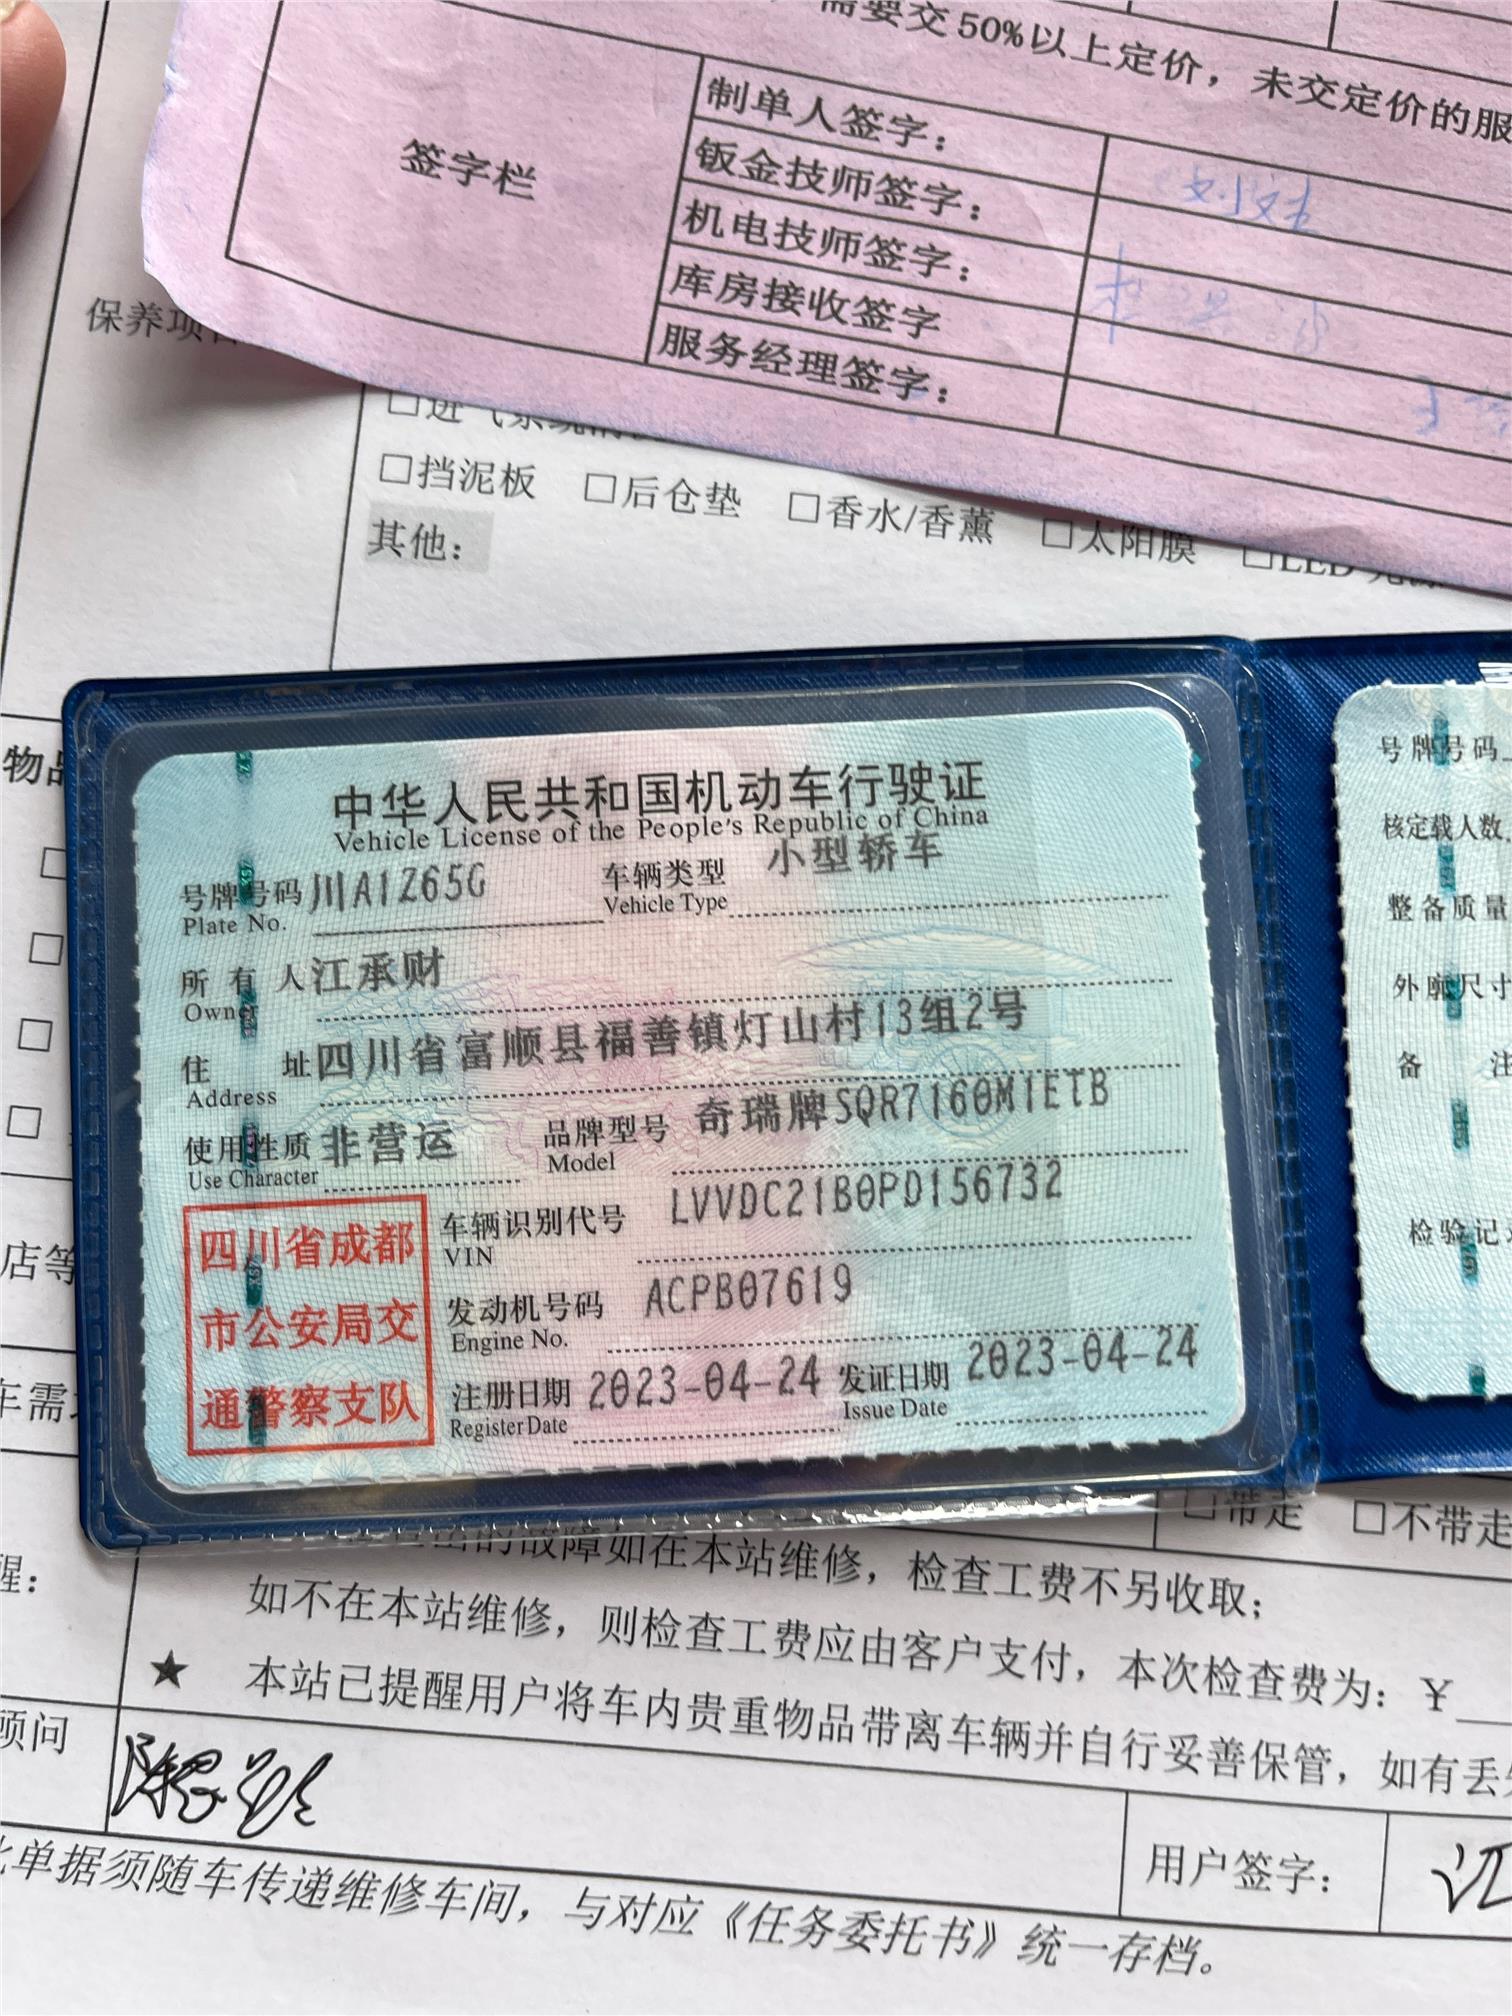 需要交50%以上定价，未交定价的服
签字栏
制单人签字：
钣金技师签字：
机电技师签字：
库房接收签字
服务经理签字：
保养项目
□挡泥板 □后仓垫 □香水/香薰 □太阳膜 □LED
其他：
物品
中华人民共和国机动车行驶证
Vehicle License of the People's Republic of China
号牌号码 川A1Z65G 车辆类型 小型轿车
Plate No. Vehicle Type
所有人 江承财
Owner
住址 四川省富顺县福善镇灯山村13组2号
Address
使用性质 非营运 品牌型号 奇瑞牌SQR7160M1ETB
Use Character Model
四川省成都
市公安局交
通警察支队
车辆识别代号 LVVDC21B0PD156732
VIN
发动机号码 ACPB07619
Engine No.
注册日期 2023-04-24 发证日期 2023-04-24
Register Date Issue Date
号牌号码
核定载人数
整备质量
外廓尺寸
备注
检验记
店等
车需
□带走 □不带走
的故障如在本站维修，检查工费不另收取；
醒：
如不在本站维修，则检查工费应由客户支付，本次检查费为：¥
★ 本站已提醒用户将车内贵重物品带离车辆并自行妥善保管，如有丢失
顾问
用户签字： 江
此单据须随车传递维修车间，与对应《任务委托书》统一存档。